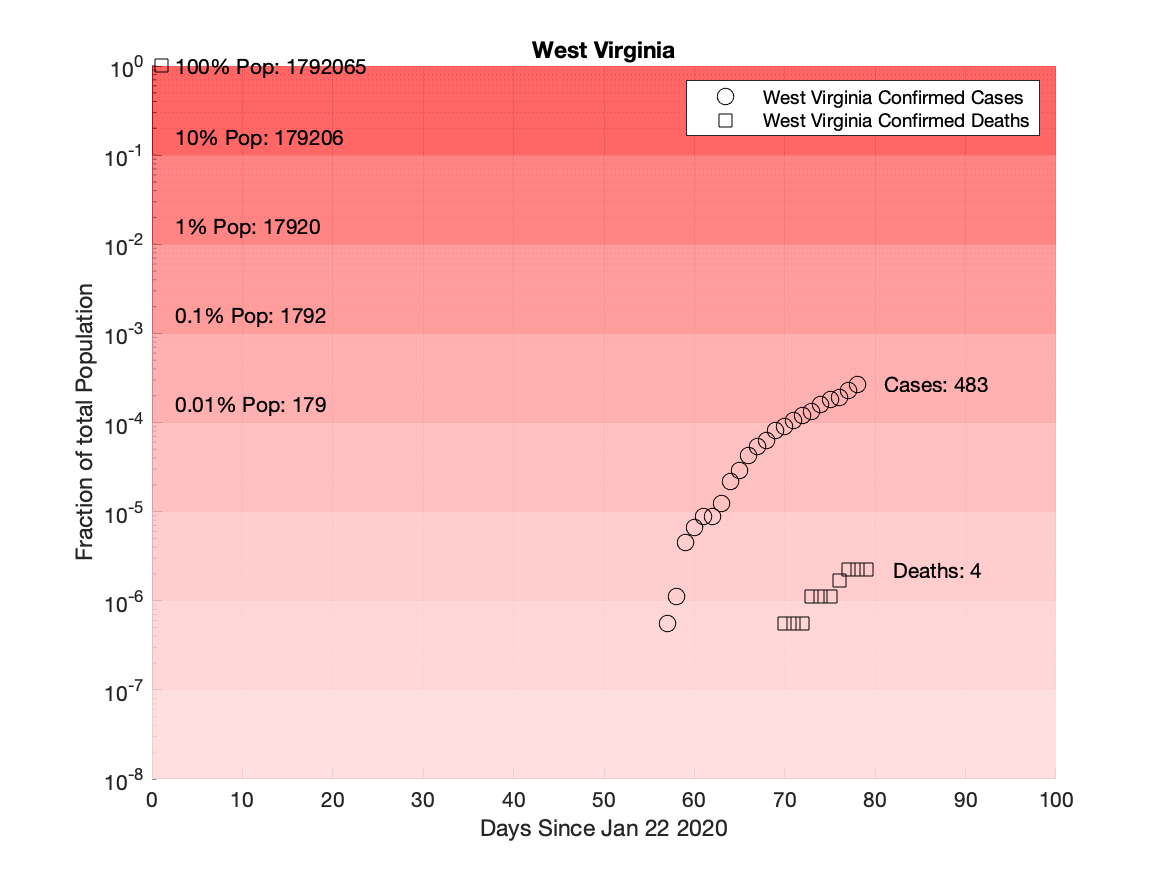 West Virginia
West Virginia Confirmed Cases
West Virginia Confirmed Deaths
10^0
100% Pop: 1792065
10% Pop: 179206
10^-1
1% Pop: 17920
10^-2
0.1% Pop: 1792
10^-3
0.01% Pop: 179
10^-4
10^-5
10^-6
10^-7
10^-8
Cases: 483
Deaths: 4
Fraction of total Population
0 10 20 30 40 50 60 70 80 90 100
Days Since Jan 22 2020